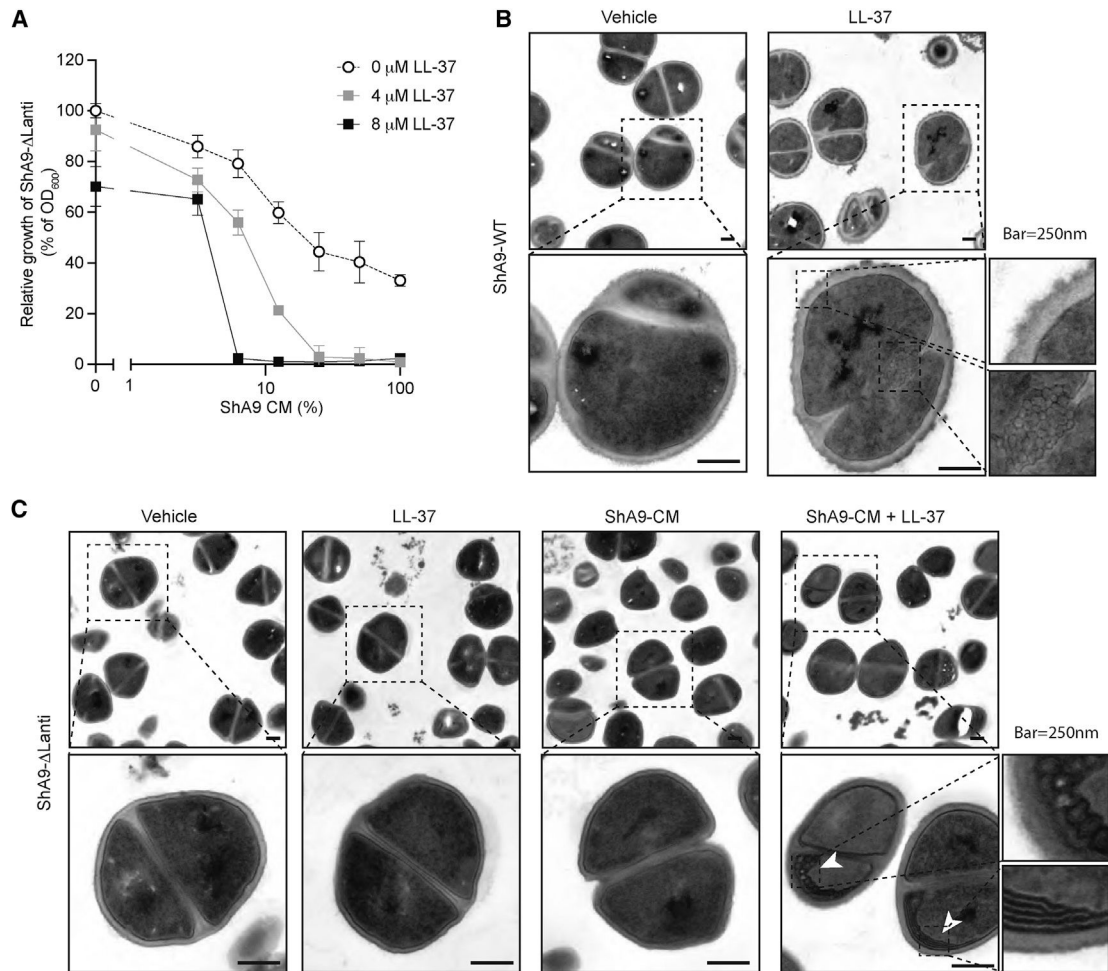 A
Relative growth of ShA9-ΔLanti
(% of OD600)
120
100
80
60
40
20
0
0
1
10
100
ShA9 CM (%)
0 μM LL-37
4 μM LL-37
8 μM LL-37
B
Vehicle
LL-37
ShA9-WT
Bar=250nm
C
Vehicle
LL-37
ShA9-CM
ShA9-CM + LL-37
ShA9-ΔLanti
Bar=250nm